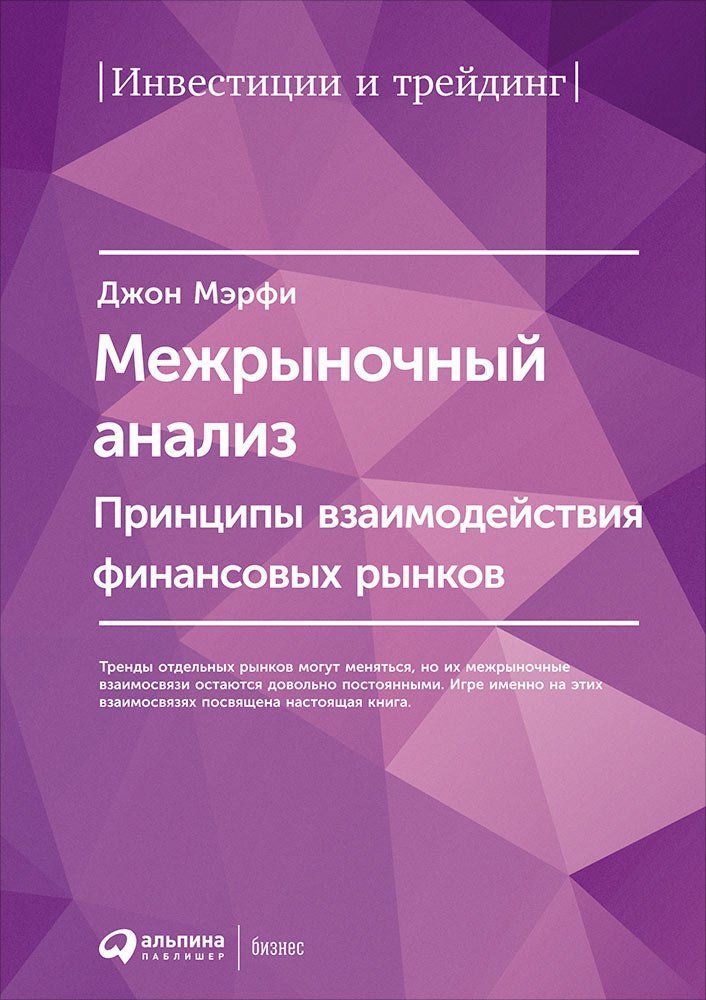 |Инвестиции и трейдинг|
Джон Мэрфи
Межрыночный
анализ
Принципы взаимодействия
финансовых рынков
Тренды отдельных рынков могут меняться, но их межрыночные
взаимосвязи остаются довольно постоянными. Игре именно на этих
взаимосвязях посвящена настоящая книга.
альпина
ПАБЛИШЕР
бизнес